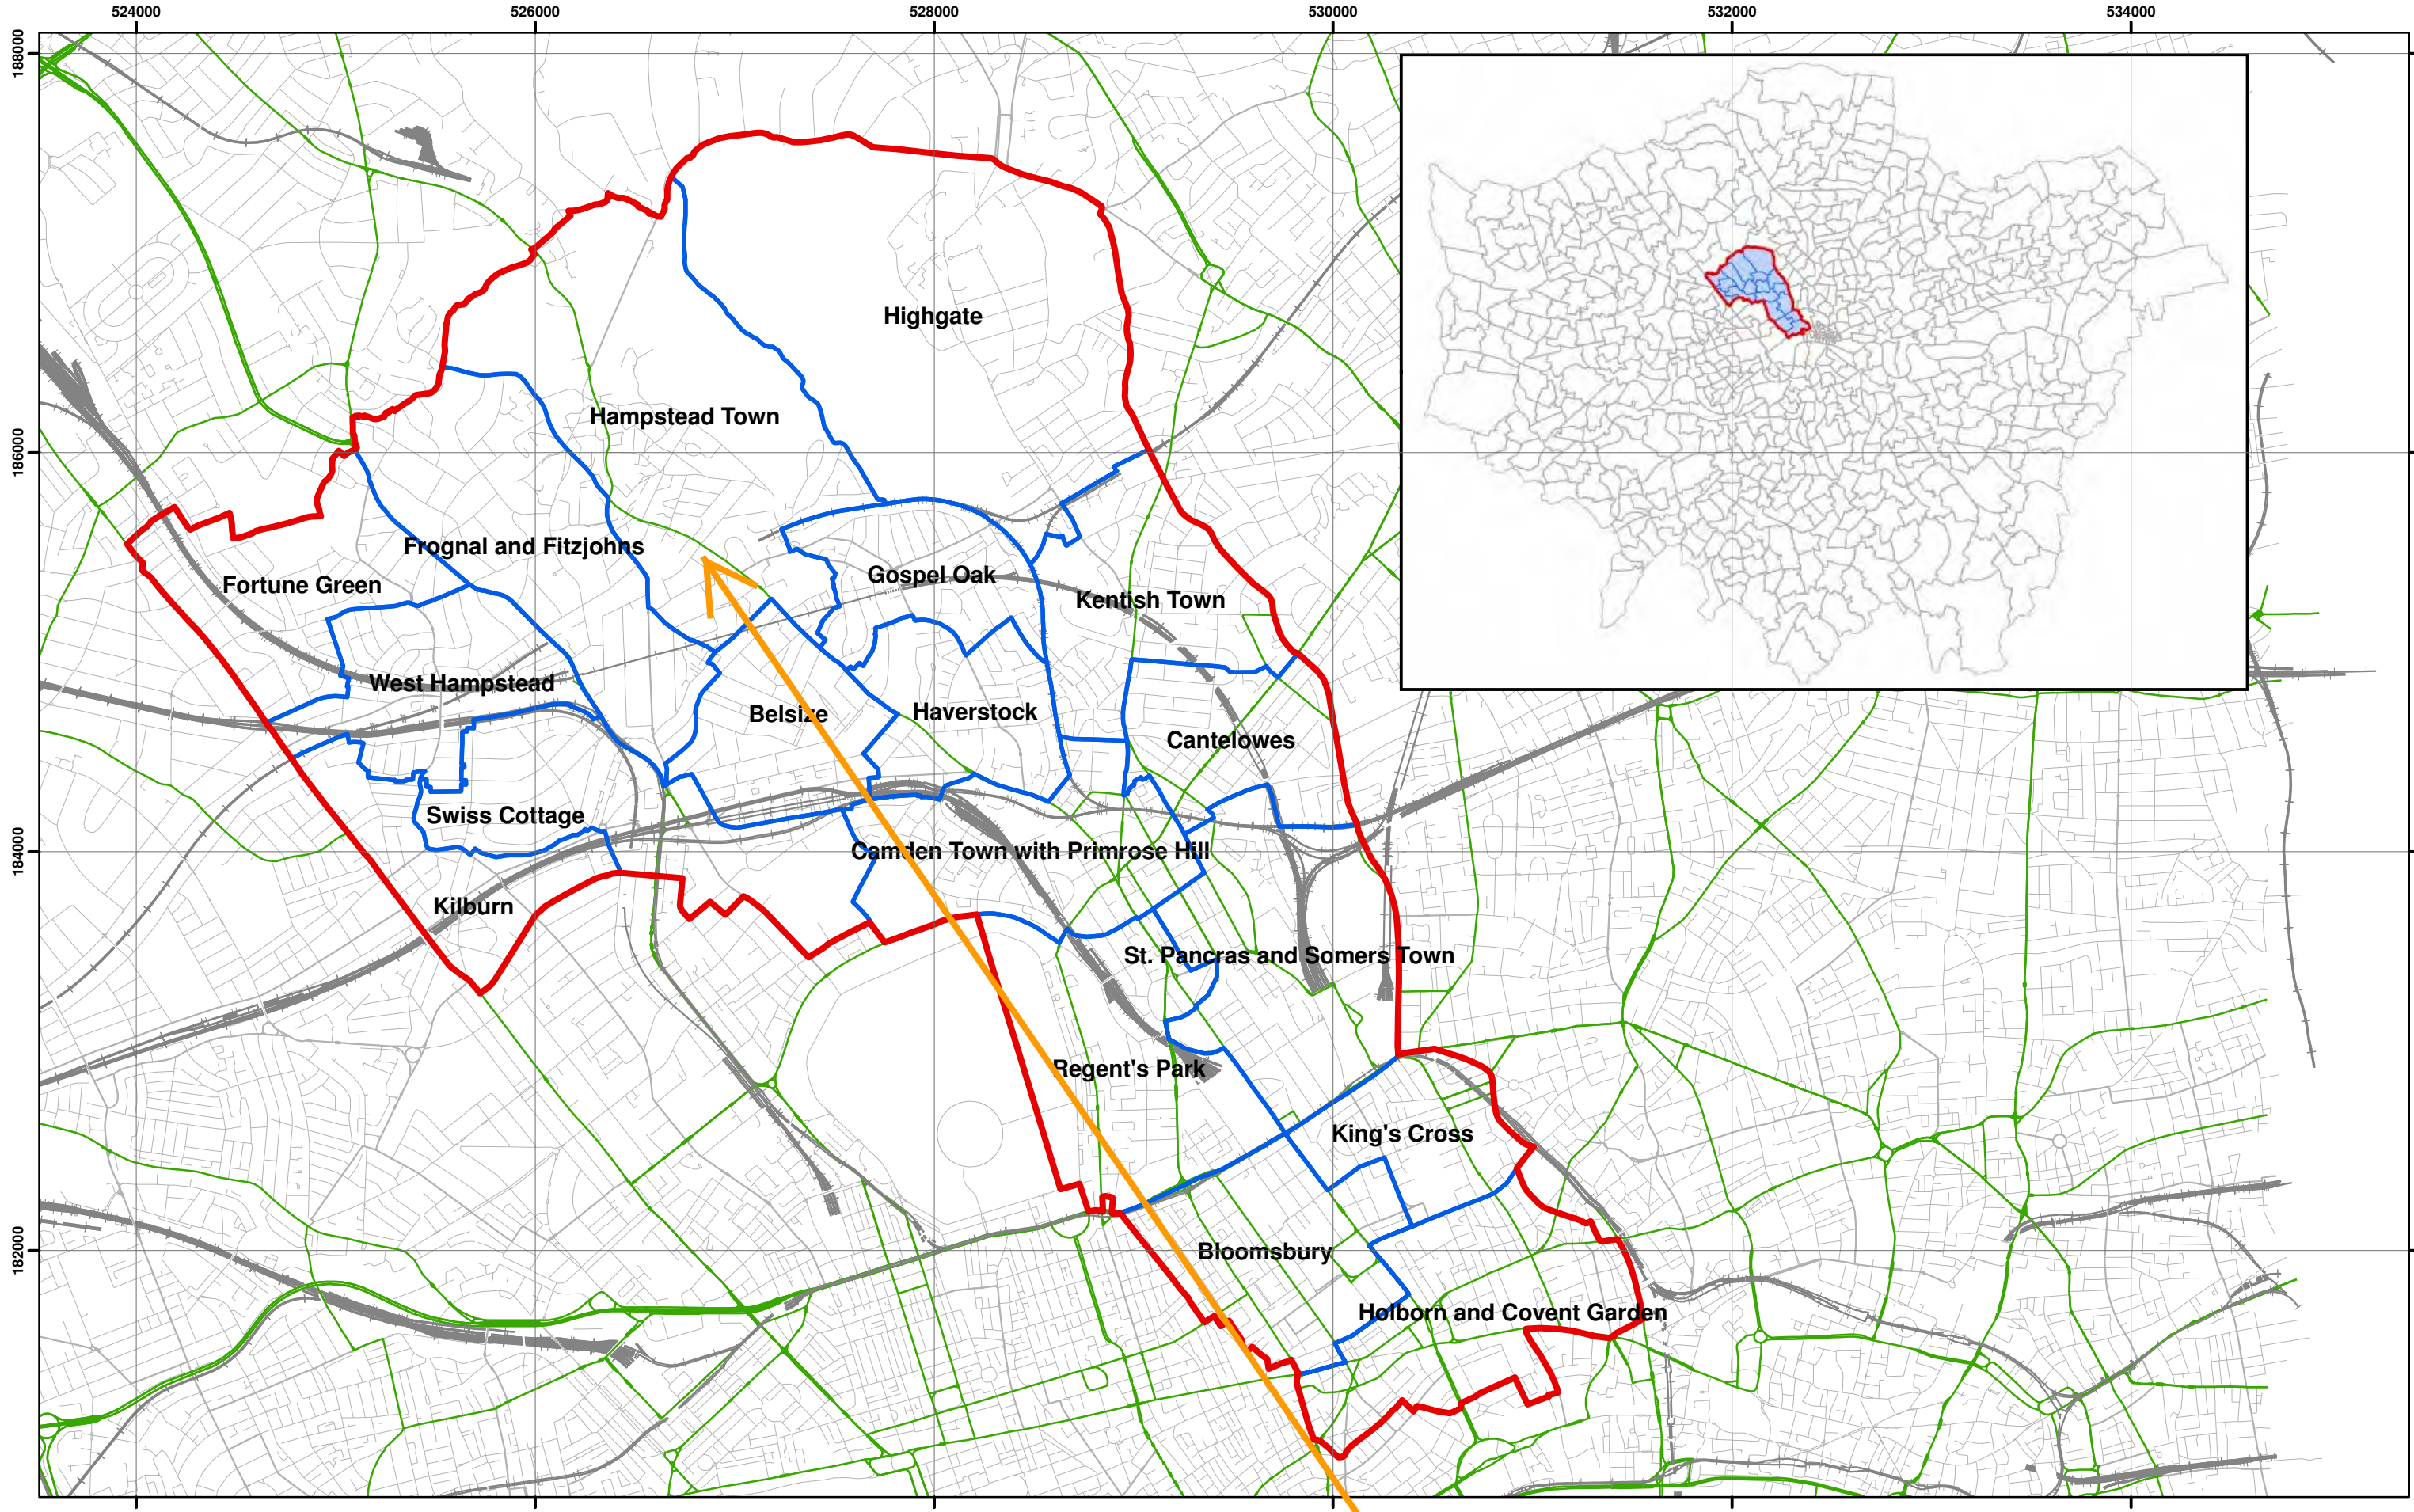 524000
526000
528000
530000
532000
534000
188000
Highgate
Hampstead Town
186000
Frognal and Fitzjohns
Gospel Oak
Fortune Green
Kentish Town
West Hampstead
Belsize
Haverstock
Cantelowes
Swiss Cottage
184000
Camden Town with Primrose Hill
Kilburn
St. Pancras and Somers Town
Regent's Park
King's Cross
182000
Bloomsbury
Holborn and Covent Garden